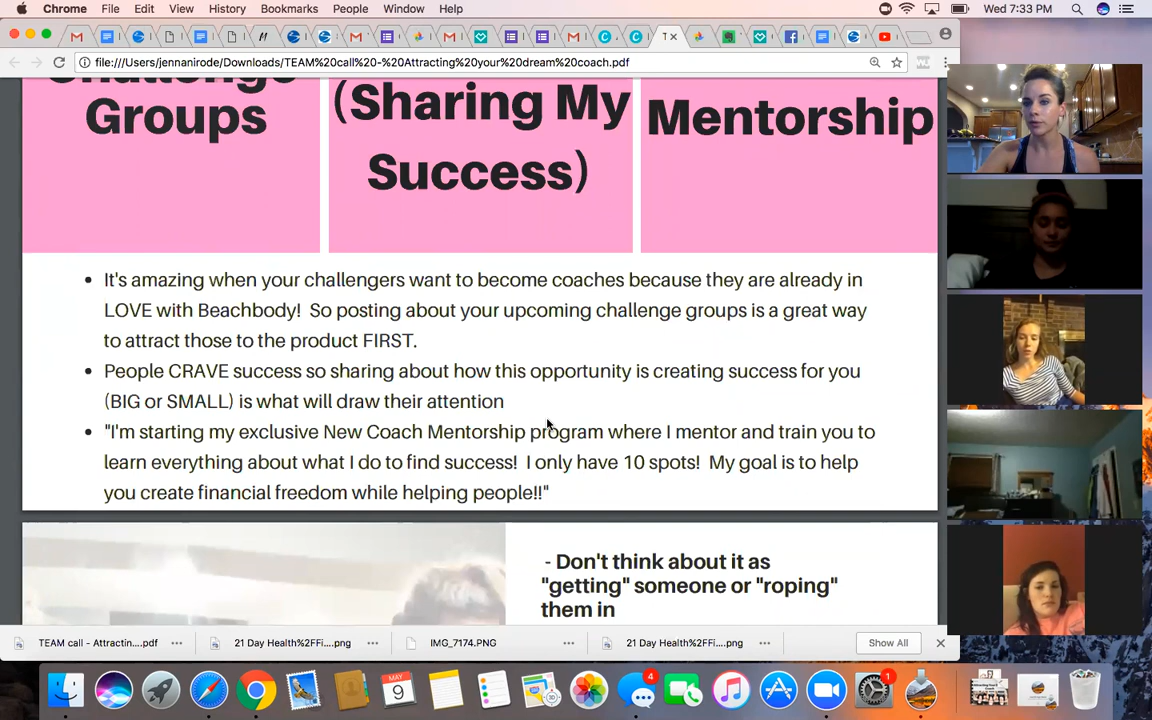 Chrome File Edit View History Bookmarks People Window Help Wed 7:33 PM
file:///Users/jennanirode/Downloads/TEAM%20call%20-%20Attracting%20your%20dream%20coach.pdf
Challenge
Groups
(Sharing My
Success)
Mentorship
• It's amazing when your challengers want to become coaches because they are already in
LOVE with Beachbody! So posting about your upcoming challenge groups is a great way
to attract those to the product FIRST.
• People CRAVE success so sharing about how this opportunity is creating success for you
(BIG or SMALL) is what will draw their attention
• "I'm starting my exclusive New Coach Mentorship program where I mentor and train you to
learn everything about what I do to find success! I only have 10 spots! My goal is to help
you create financial freedom while helping people!!"
- Don't think about it as
"getting" someone or "roping"
them in
TEAM call - Attractin....pdf 21 Day Health%2FFi....png IMG_7174.PNG 21 Day Health%2FFi....png Show All
MAY
9
4
1